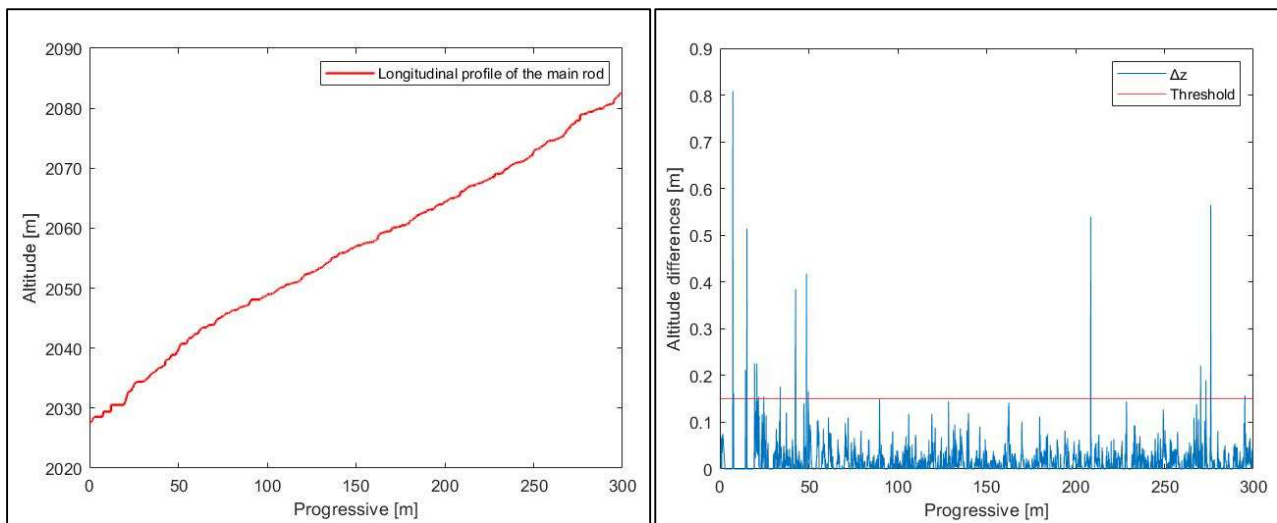 2090
2080
2070
2060
2050
2040
2030
2020
Altitude [m]
0 50 100 150 200 250 300
Progressive [m]
Longitudinal profile of the main rod
0.9
0.8
0.7
0.6
0.5
0.4
0.3
0.2
0.1
0
Altitude differences [m]
0 50 100 150 200 250 300
Progressive [m]
Δz
Threshold